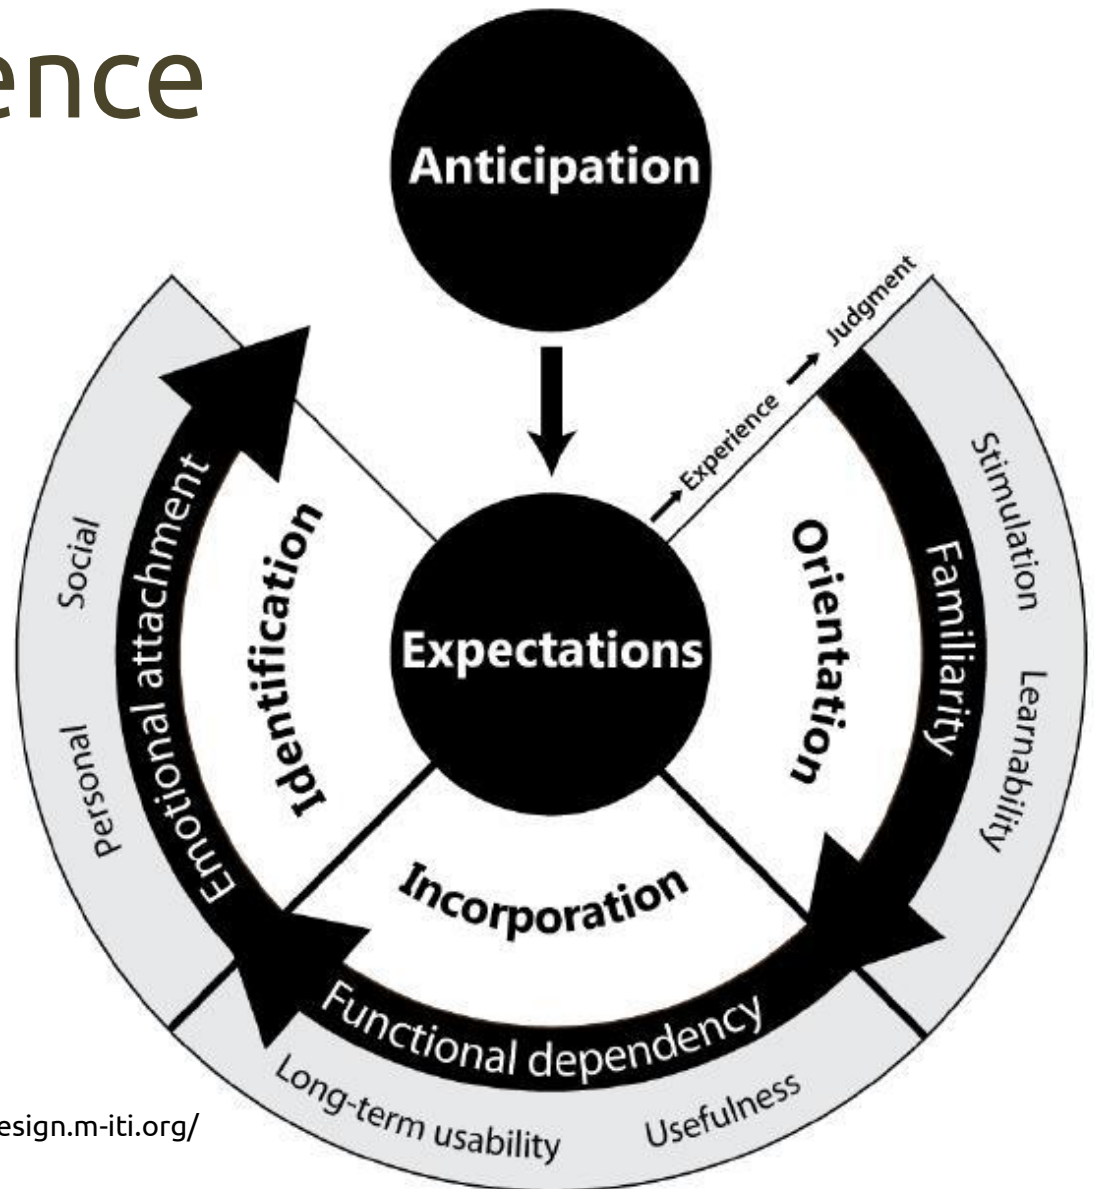 ence
Anticipation
Experience
Judgment
Expectations
Orientation
Familiarity
Stimulation
Learnability
Incorporation
Functional dependency
Long-term usability
Usefulness
Identification
Emotional attachment
Personal
Social
esign.m-iti.org/